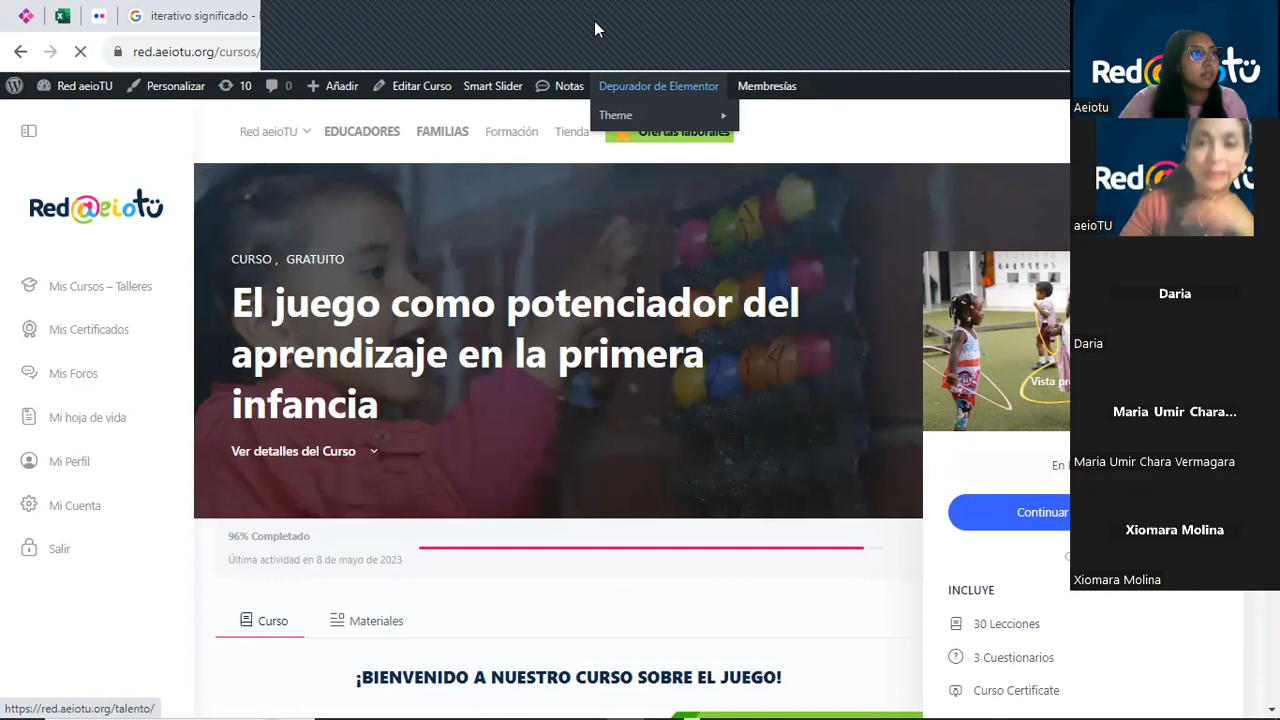 iterativo significado -
red.aeiotu.org/cursos/
Red aeioTU
Personalizar
10
0
Añadir
Editar Curso
Smart Slider
Notas
Depurador de Elementor
Membresías
Theme
Red aeioTU
EDUCADORES
FAMILIAS
Formación
Tienda
Ofertas laborales
Red@aeiotu
Mis Cursos – Talleres
Mis Certificados
Mis Foros
Mi hoja de vida
Mi Perfil
Mi Cuenta
Salir
CURSO , GRATUITO
El juego como potenciador del
aprendizaje en la primera
infancia
Ver detalles del Curso
96% Completado
Última actividad en 8 de mayo de 2023
Curso
Materiales
¡BIENVENIDO A NUESTRO CURSO SOBRE EL JUEGO!
Vista pr
Continuar
INCLUYE
30 Lecciones
3 Cuestionarios
Curso Certificate
https://red.aeiotu.org/talento/
Aeiotu
aeioTU
Daria
Daria
Maria Umir Chara...
Maria Umir Chara Vermagara
Xiomara Molina
Xiomara Molina